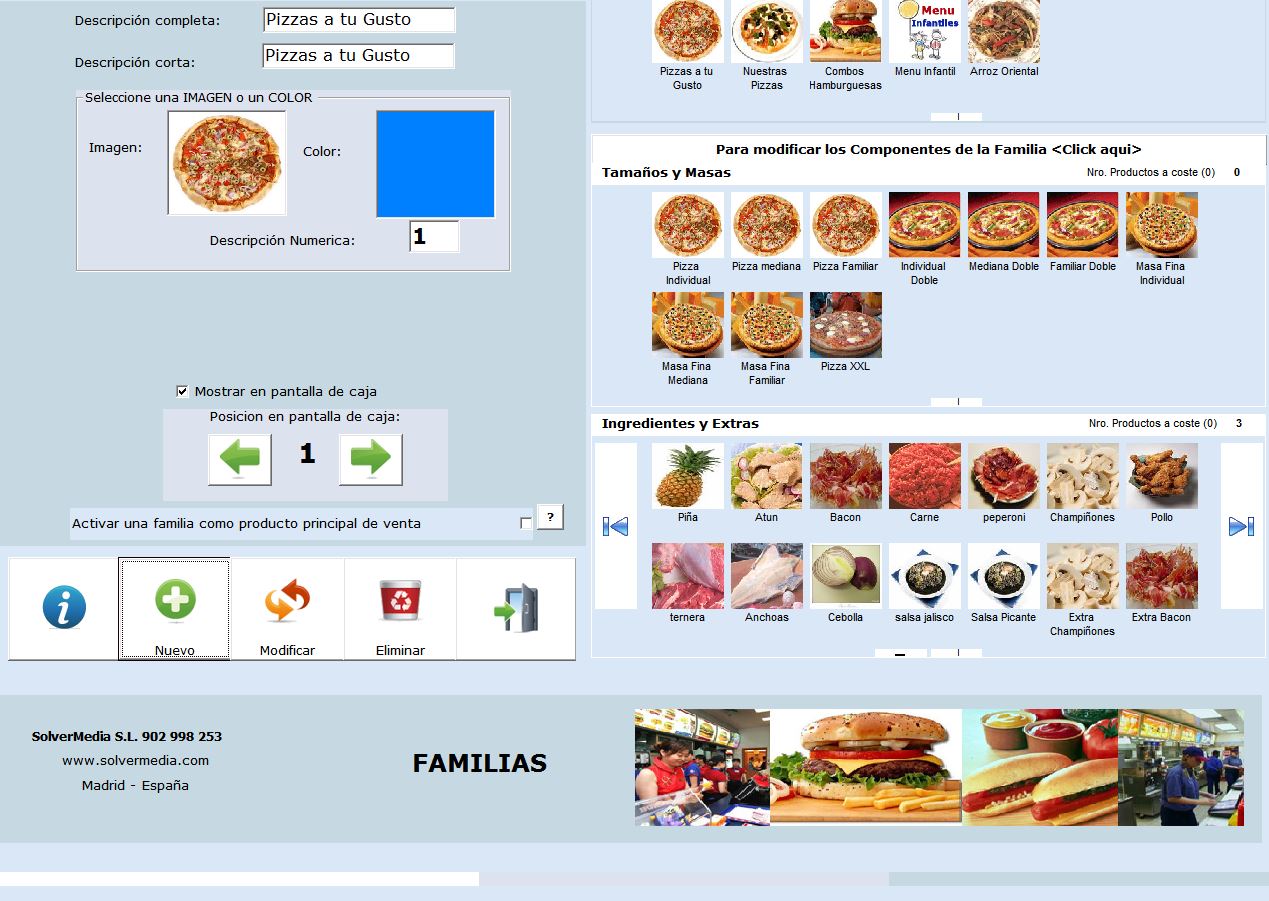 Descripción completa:
Pizzas a tu Gusto
Descripción corta:
Pizzas a tu Gusto
Seleccione una IMAGEN o un COLOR
Imagen:
Color:
Descripción Numerica:
1
Mostrar en pantalla de caja
Posicion en pantalla de caja:
1
Activar una familia como producto principal de venta
?
Nuevo
Modificar
Eliminar
Menu
Infantiles
Pizzas a tu
Gusto
Nuestras
Pizzas
Combos
Hamburguesas
Menu Infantil
Arroz Oriental
Para modificar los Componentes de la Familia <Click aqui>
Tamaños y Masas
Nro. Productos a coste (0)
0
Pizza
Individual
Pizza mediana
Pizza Familiar
Individual
Doble
Mediana Doble
Familiar Doble
Masa Fina
Individual
Masa Fina
Mediana
Masa Fina
Familiar
Pizza XXL
Ingredientes y Extras
Nro. Productos a coste (0)
3
Piña
Atun
Bacon
Carne
peperoni
Champiñones
Pollo
ternera
Anchoas
Cebolla
salsa jalisco
Salsa Picante
Extra
Champiñones
Extra Bacon
SolverMedia S.L. 902 998 253
www.solvermedia.com
Madrid - España
FAMILIAS